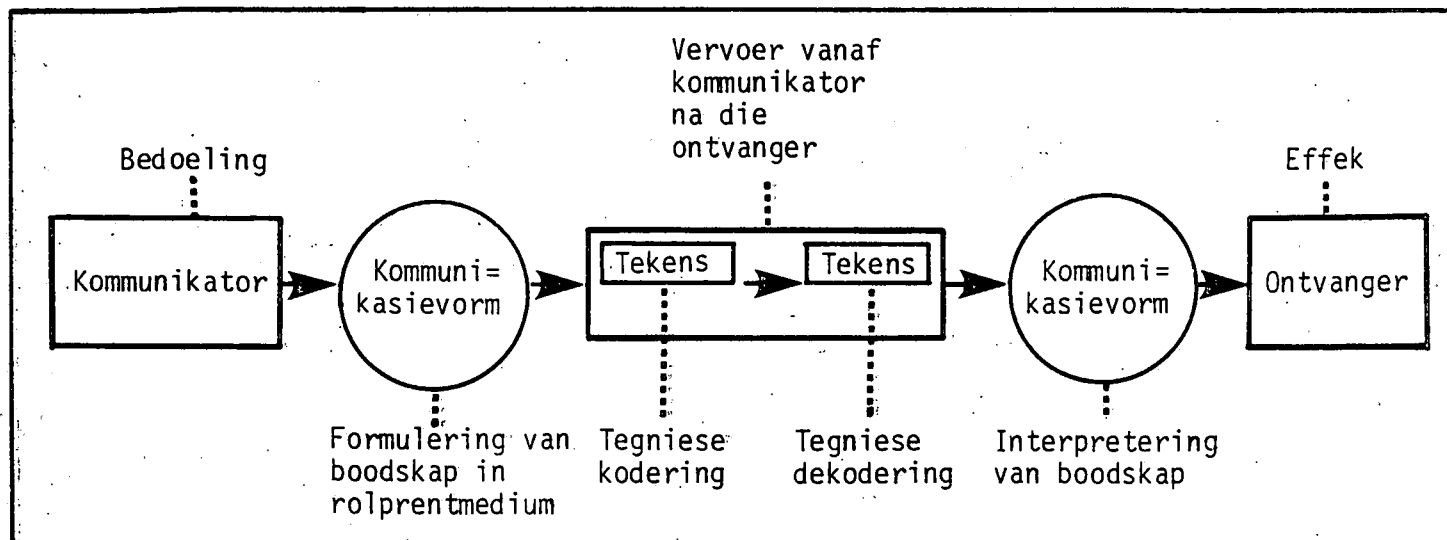 Vervoer vanaf
kommunikator
na die
ontvanger
Bedoeling
Effek
Kommunikator
Kommuni=
kasievorm
Tekens
Tekens
Kommuni=
kasievorm
Ontvanger
Formulering van
boodskap in
rolprentmedium
Tegniese
kodering
Tegniese
dekodering
Interpretering
van boodskap